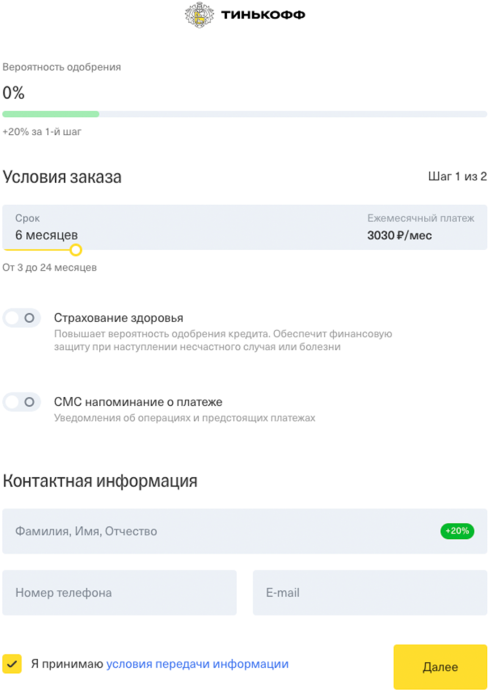 ТИНЬКОФФ
Вероятность одобрения
0%
+20% за 1-й шаг
Условия заказа
Шаг 1 из 2
Срок
Ежемесячный платеж
6 месяцев
3030 ₽/мес
От 3 до 24 месяцев
Страхование здоровья
Повышает вероятность одобрения кредита. Обеспечит финансовую
защиту при наступлении несчастного случая или болезни
СМС напоминание о платеже
Уведомления об операциях и предстоящих платежах
Контактная информация
Фамилия, Имя, Отчество
+20%
Номер телефона
E-mail
Я принимаю условия передачи информации
Далее